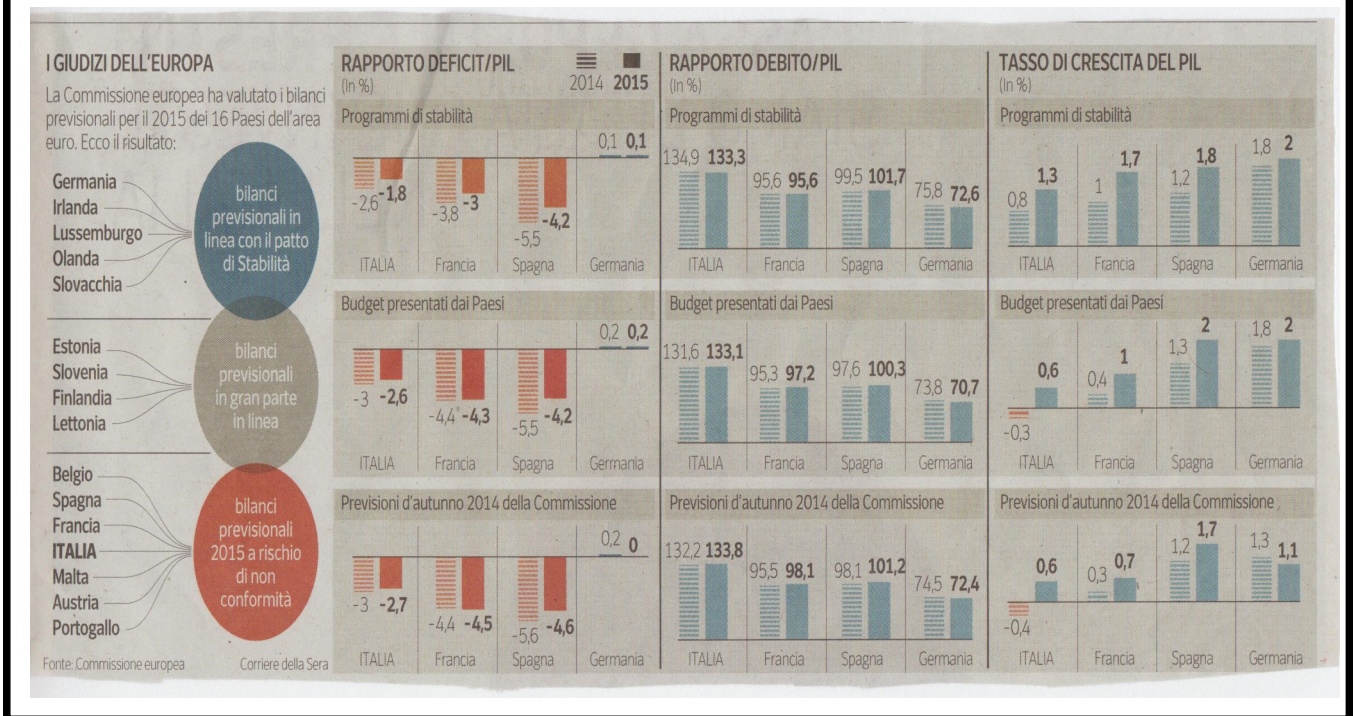 I GIUDIZI DELL'EUROPA
La Commissione europea ha valutato i bilanci
previsionali per il 2015 dei 16 Paesi dell'area
euro. Ecco il risultato:
Germania
Irlanda
Lussemburgo
Olanda
Slovacchia
bilanci
previsionali in
linea con il patto
di Stabilità
Estonia
Slovenia
Finlandia
Lettonia
bilanci
previsionali
in gran parte
in linea
Belgio
Spagna
Francia
ITALIA
Malta
Austria
Portogallo
bilanci
previsionali
2015 a rischio
di non
conformità
Fonte: Commissione europea
Corriere della Sera
RAPPORTO DEFICIT/PIL
(In %)
2014 2015
Programmi di stabilità
0,1 0,1
-2,6 -1,8
-3,8 -3
-5,5 -4,2
ITALIA Francia Spagna Germania
Budget presentati dai Paesi
0,2 0,2
-3 -2,6
-4,4 -4,3
-5,5 -4,2
ITALIA Francia Spagna Germania
Previsioni d'autunno 2014 della Commissione
0,2 0
-3 -2,7
-4,4 -4,5
-5,6 -4,6
ITALIA Francia Spagna Germania
RAPPORTO DEBITO/PIL
(In %)
Programmi di stabilità
134,9 133,3
95,6 95,6
99,5 101,7
75,8 72,6
ITALIA Francia Spagna Germania
Budget presentati dai Paesi
131,6 133,1
95,3 97,2
97,6 100,3
73,8 70,7
ITALIA Francia Spagna Germania
Previsioni d'autunno 2014 della Commissione
132,2 133,8
95,5 98,1
98,1 101,2
74,5 72,4
ITALIA Francia Spagna Germania
TASSO DI CRESCITA DEL PIL
(In %)
Programmi di stabilità
0,8 1,3
1 1,7
1,2 1,8
1,8 2
ITALIA Francia Spagna Germania
Budget presentati dai Paesi
-0,3 0,6
0,4 1
1,3 2
1,8 2
ITALIA Francia Spagna Germania
Previsioni d'autunno 2014 della Commissione
-0,4 0,6
0,3 0,7
1,2 1,7
1,3 1,1
ITALIA Francia Spagna Germania